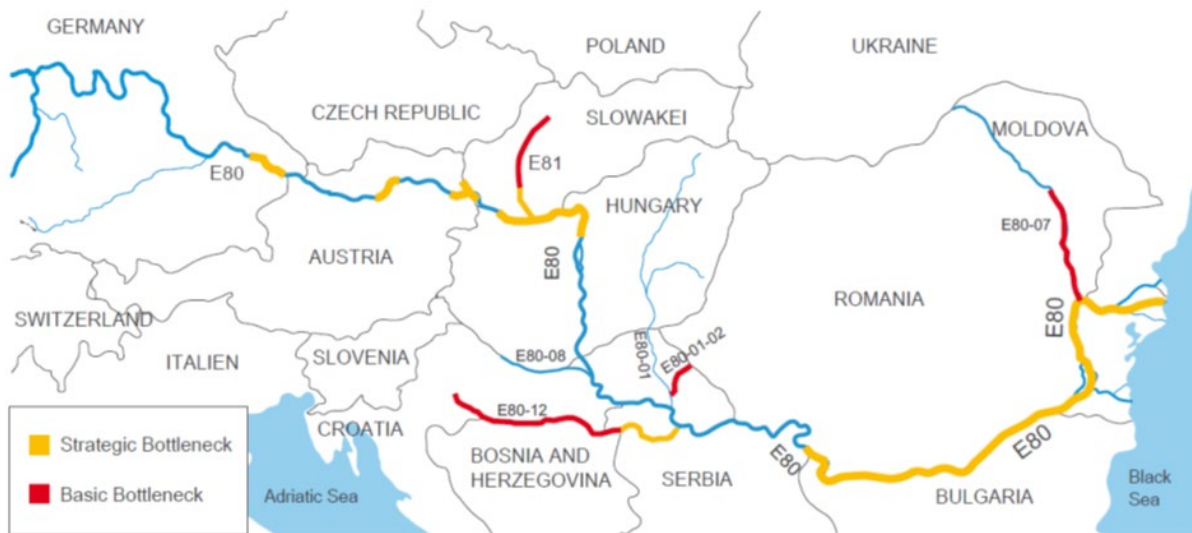 GERMANY
POLAND
UKRAINE
CZECH REPUBLIC
SLOWAKEI
MOLDOVA
E80
E81
HUNGARY
E80-07
AUSTRIA
E80
ROMANIA
E80
SWITZERLAND
ITALIEN
SLOVENIA
E80-08
E80-01
E80-01-02
E80-12
CROATIA
BOSNIA AND
HERZEGOVINA
SERBIA
E80
E80
BULGARIA
Adriatic Sea
Black
Sea
Strategic Bottleneck
Basic Bottleneck